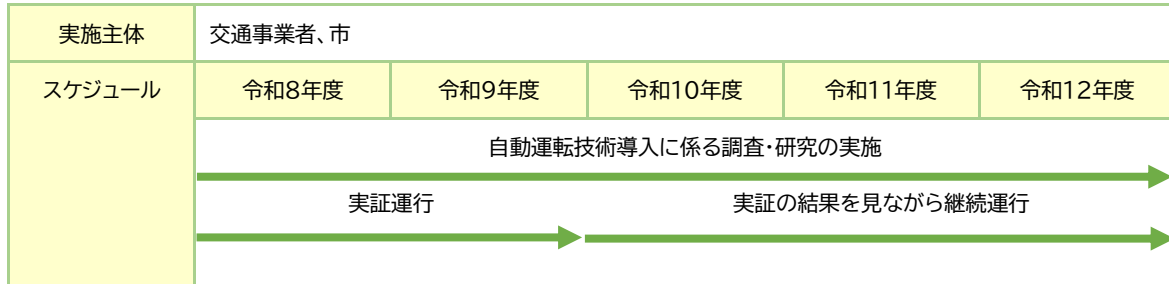 実施主体 交通事業者、市
スケジュール 令和8年度 令和9年度 令和10年度 令和11年度 令和12年度
自動運転技術導入に係る調査・研究の実施
実証運行 実証の結果を見ながら継続運行